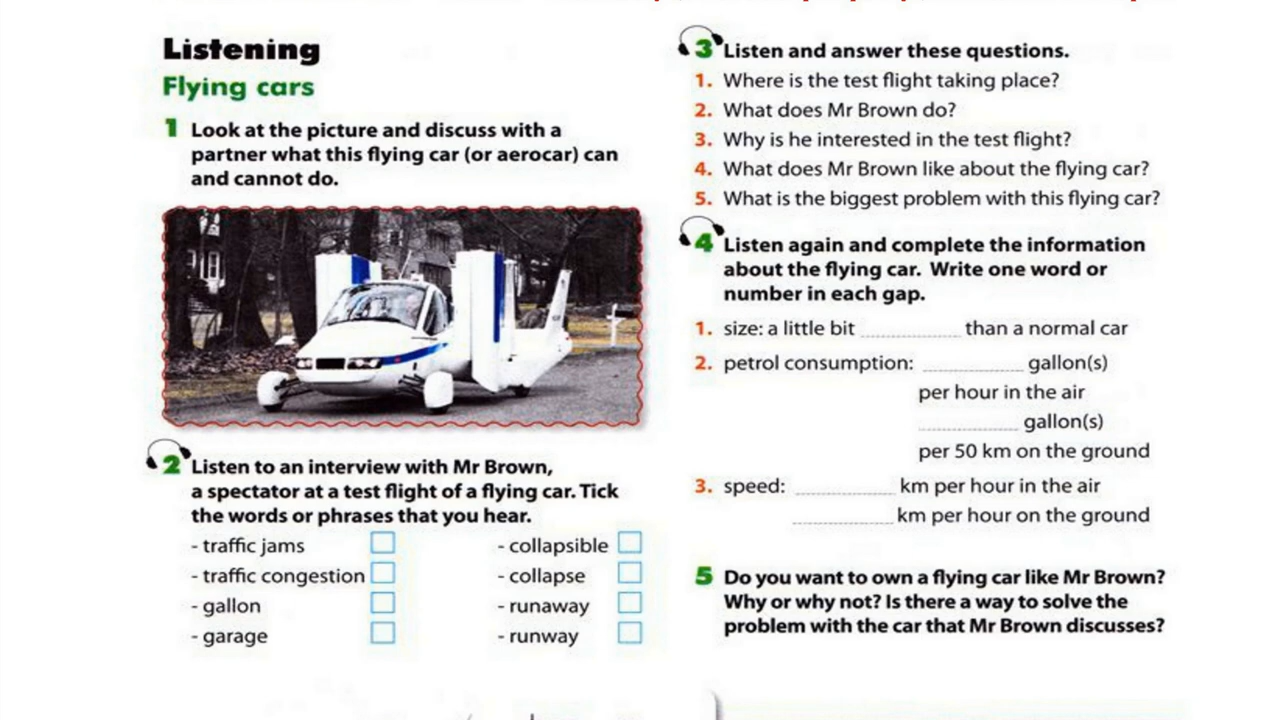 Listening
Flying cars
1 Look at the picture and discuss with a
partner what this flying car (or aerocar) can
and cannot do.
2 Listen to an interview with Mr Brown,
a spectator at a test flight of a flying car. Tick
the words or phrases that you hear.
- traffic jams
- traffic congestion
- gallon
- garage
- collapsible
- collapse
- runaway
- runway
3 Listen and answer these questions.
1. Where is the test flight taking place?
2. What does Mr Brown do?
3. Why is he interested in the test flight?
4. What does Mr Brown like about the flying car?
5. What is the biggest problem with this flying car?
4 Listen again and complete the information
about the flying car. Write one word or
number in each gap.
1. size: a little bit ............ than a normal car
2. petrol consumption: ............ gallon(s)
per hour in the air
............ gallon(s)
per 50 km on the ground
3. speed: ............ km per hour in the air
............ km per hour on the ground
5 Do you want to own a flying car like Mr Brown?
Why or why not? Is there a way to solve the
problem with the car that Mr Brown discusses?